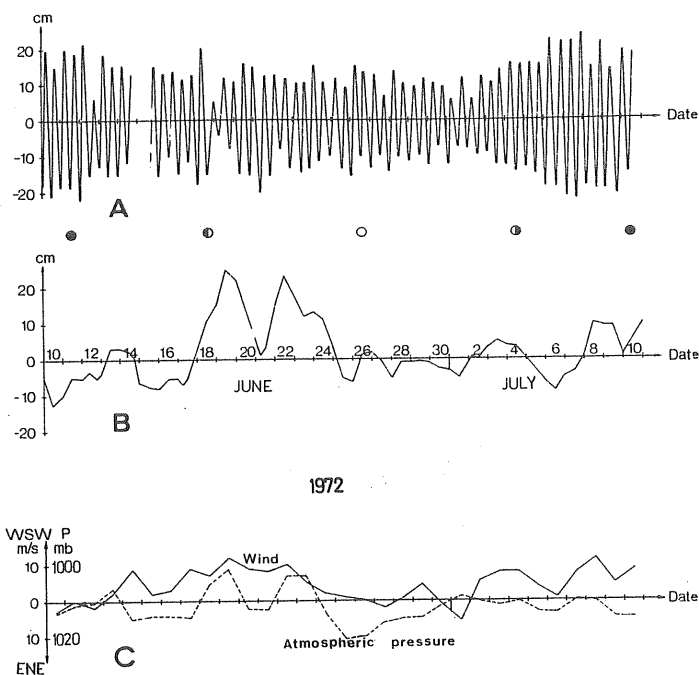 cm
20
10
0
-10
-20
Date
A
cm
20
10
0
-10
-20
10 12 14 16 18 20 22 24 26 28 30 2 4 6 8 10
Date
JUNE JULY
B
1972
WSW P
m/s mb
10 1000
0
10 1020
ENE
Wind
Atmospheric pressure
Date
C